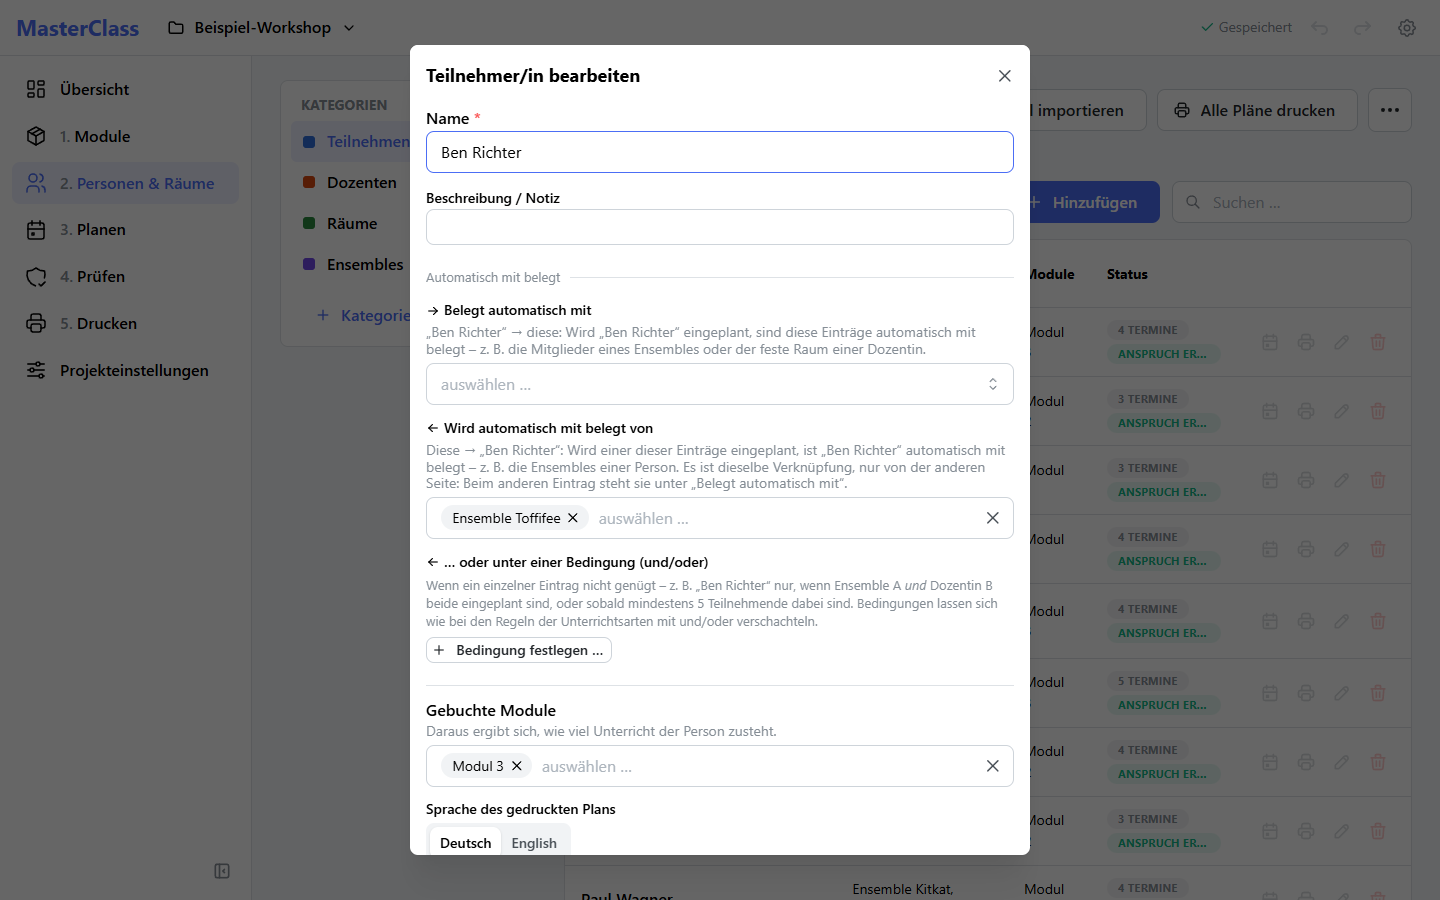 MasterClass
Beispiel-Workshop
Gespeichert
Übersicht
1. Module
2. Personen & Räume
3. Planen
4. Prüfen
5. Drucken
Projekteinstellungen
KATEGORIEN
Teilnehmen
Dozenten
Räume
Ensembles
+ Kategorie
importieren
Alle Pläne drucken
+ Hinzufügen
Suchen ...
Module
Status
Teilnehmer/in bearbeiten
Name *
Ben Richter
Beschreibung / Notiz
Automatisch mit belegt
→ Belegt automatisch mit
„Ben Richter“ → diese: Wird „Ben Richter“ eingeplant, sind diese Einträge automatisch mit
belegt – z. B. die Mitglieder eines Ensembles oder der feste Raum einer Dozentin.
auswählen ...
← Wird automatisch mit belegt von
Diese → „Ben Richter“: Wird einer dieser Einträge eingeplant, ist „Ben Richter“ automatisch mit
belegt – z. B. die Ensembles einer Person. Es ist dieselbe Verknüpfung, nur von der anderen
Seite: Beim anderen Eintrag steht sie unter „Belegt automatisch mit“.
Ensemble Toffifee auswählen ...
← ... oder unter einer Bedingung (und/oder)
Wenn ein einzelner Eintrag nicht genügt – z. B. „Ben Richter“ nur, wenn Ensemble A und Dozentin B
beide eingeplant sind, oder sobald mindestens 5 Teilnehmende dabei sind. Bedingungen lassen sich
wie bei den Regeln der Unterrichtsarten mit und/oder verschachteln.
+ Bedingung festlegen ...
Gebuchte Module
Daraus ergibt sich, wie viel Unterricht der Person zusteht.
Modul 3 auswählen ...
Sprache des gedruckten Plans
Deutsch English
Modul
4 TERMINE
ANSPRUCH ER...
Modul
3 TERMINE
ANSPRUCH ER...
Modul
3 TERMINE
ANSPRUCH ER...
Modul
4 TERMINE
ANSPRUCH ER...
Modul
4 TERMINE
ANSPRUCH ER...
Modul
5 TERMINE
ANSPRUCH ER...
Modul
4 TERMINE
ANSPRUCH ER...
Modul
3 TERMINE
ANSPRUCH ER...
Paul Wagner
Ensemble Kitkat,
Modul
4 TERMINE